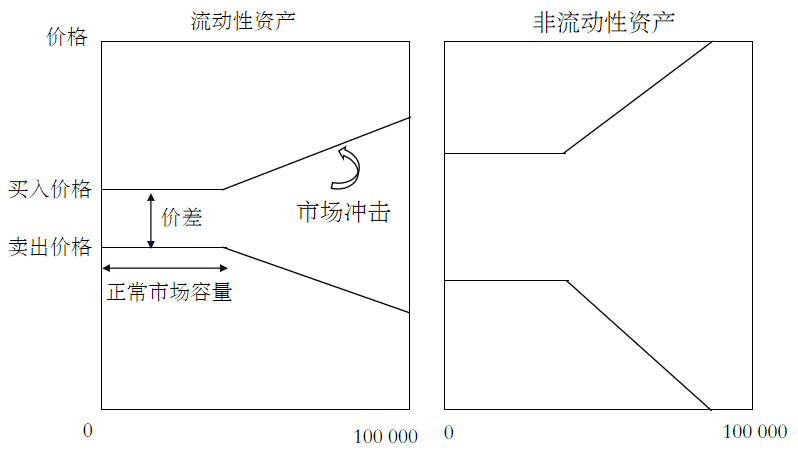 流动性资产
非流动性资产
价格
买入价格
价差
市场冲击
卖出价格
正常市场容量
0
100 000
0
100 000